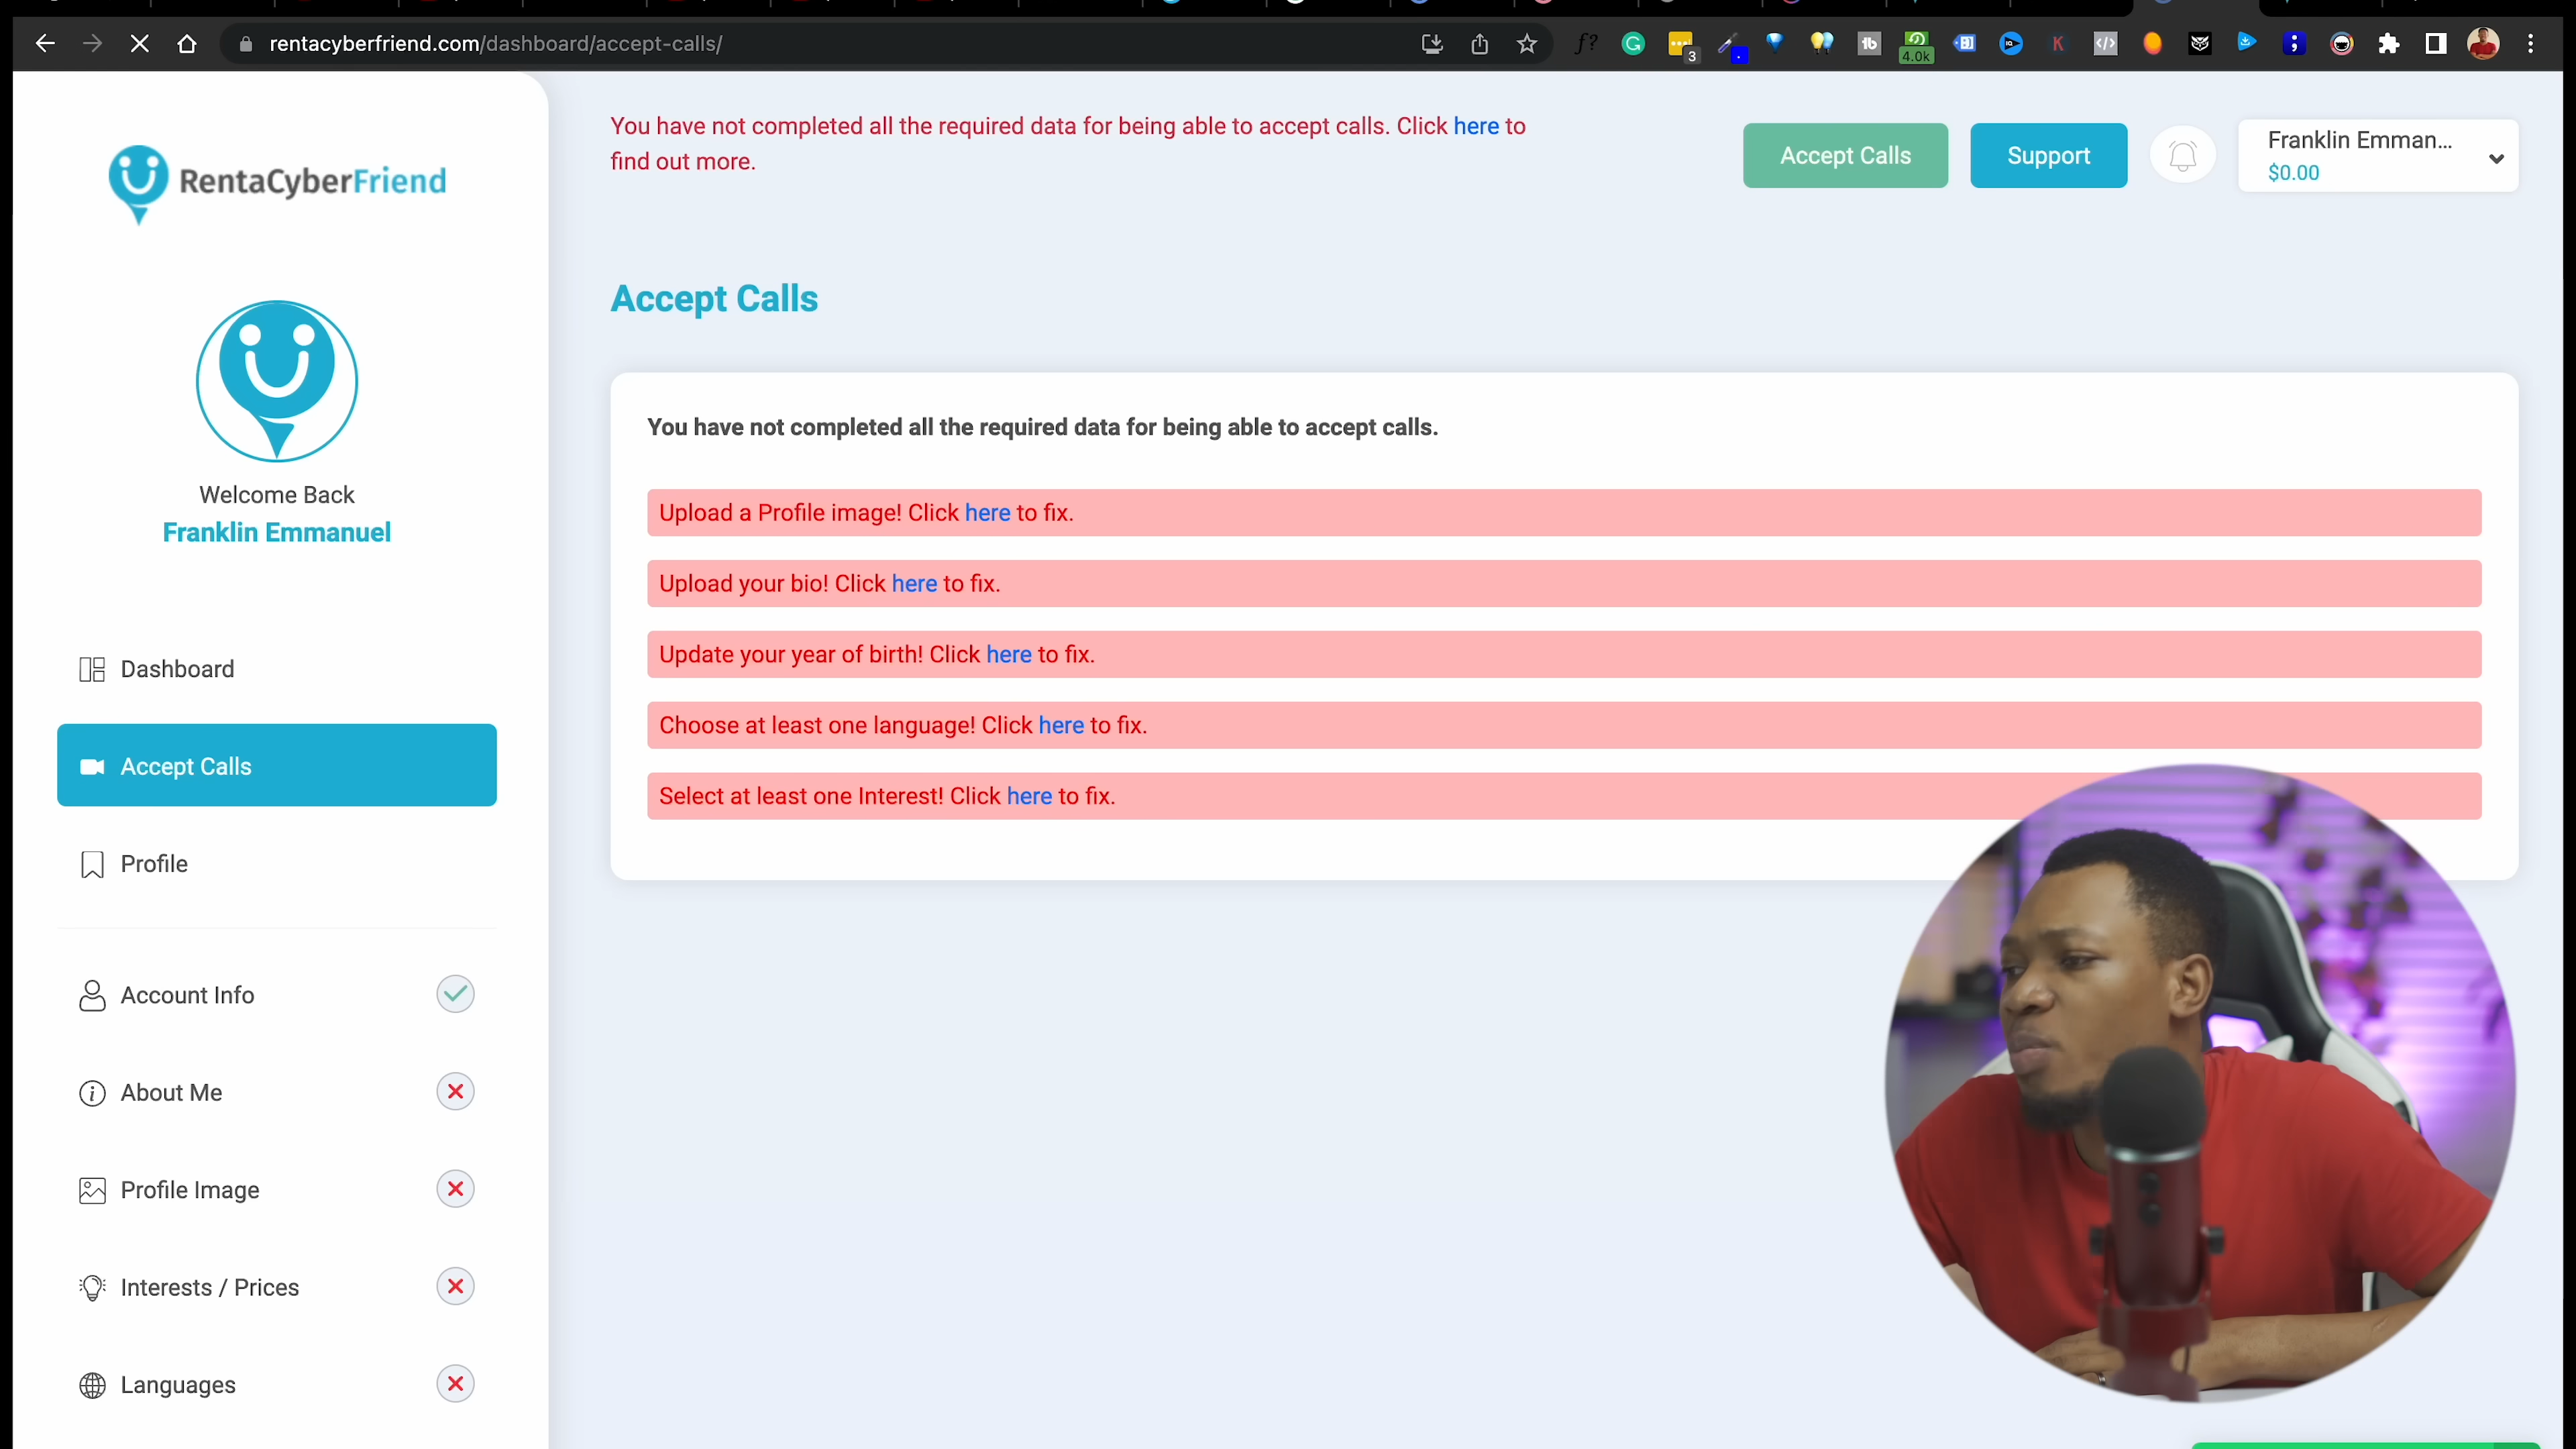 rentacyberfriend.com/dashboard/accept-calls/
3
4.0k
RentaCyberFriend
You have not completed all the required data for being able to accept calls. Click here to
find out more.
Accept Calls
Support
Franklin Emman...
$0.00
Welcome Back
Franklin Emmanuel
Dashboard
Accept Calls
Profile
Account Info
About Me
Profile Image
Interests / Prices
Languages
Accept Calls
You have not completed all the required data for being able to accept calls.
Upload a Profile image! Click here to fix.
Upload your bio! Click here to fix.
Update your year of birth! Click here to fix.
Choose at least one language! Click here to fix.
Select at least one Interest! Click here to fix.